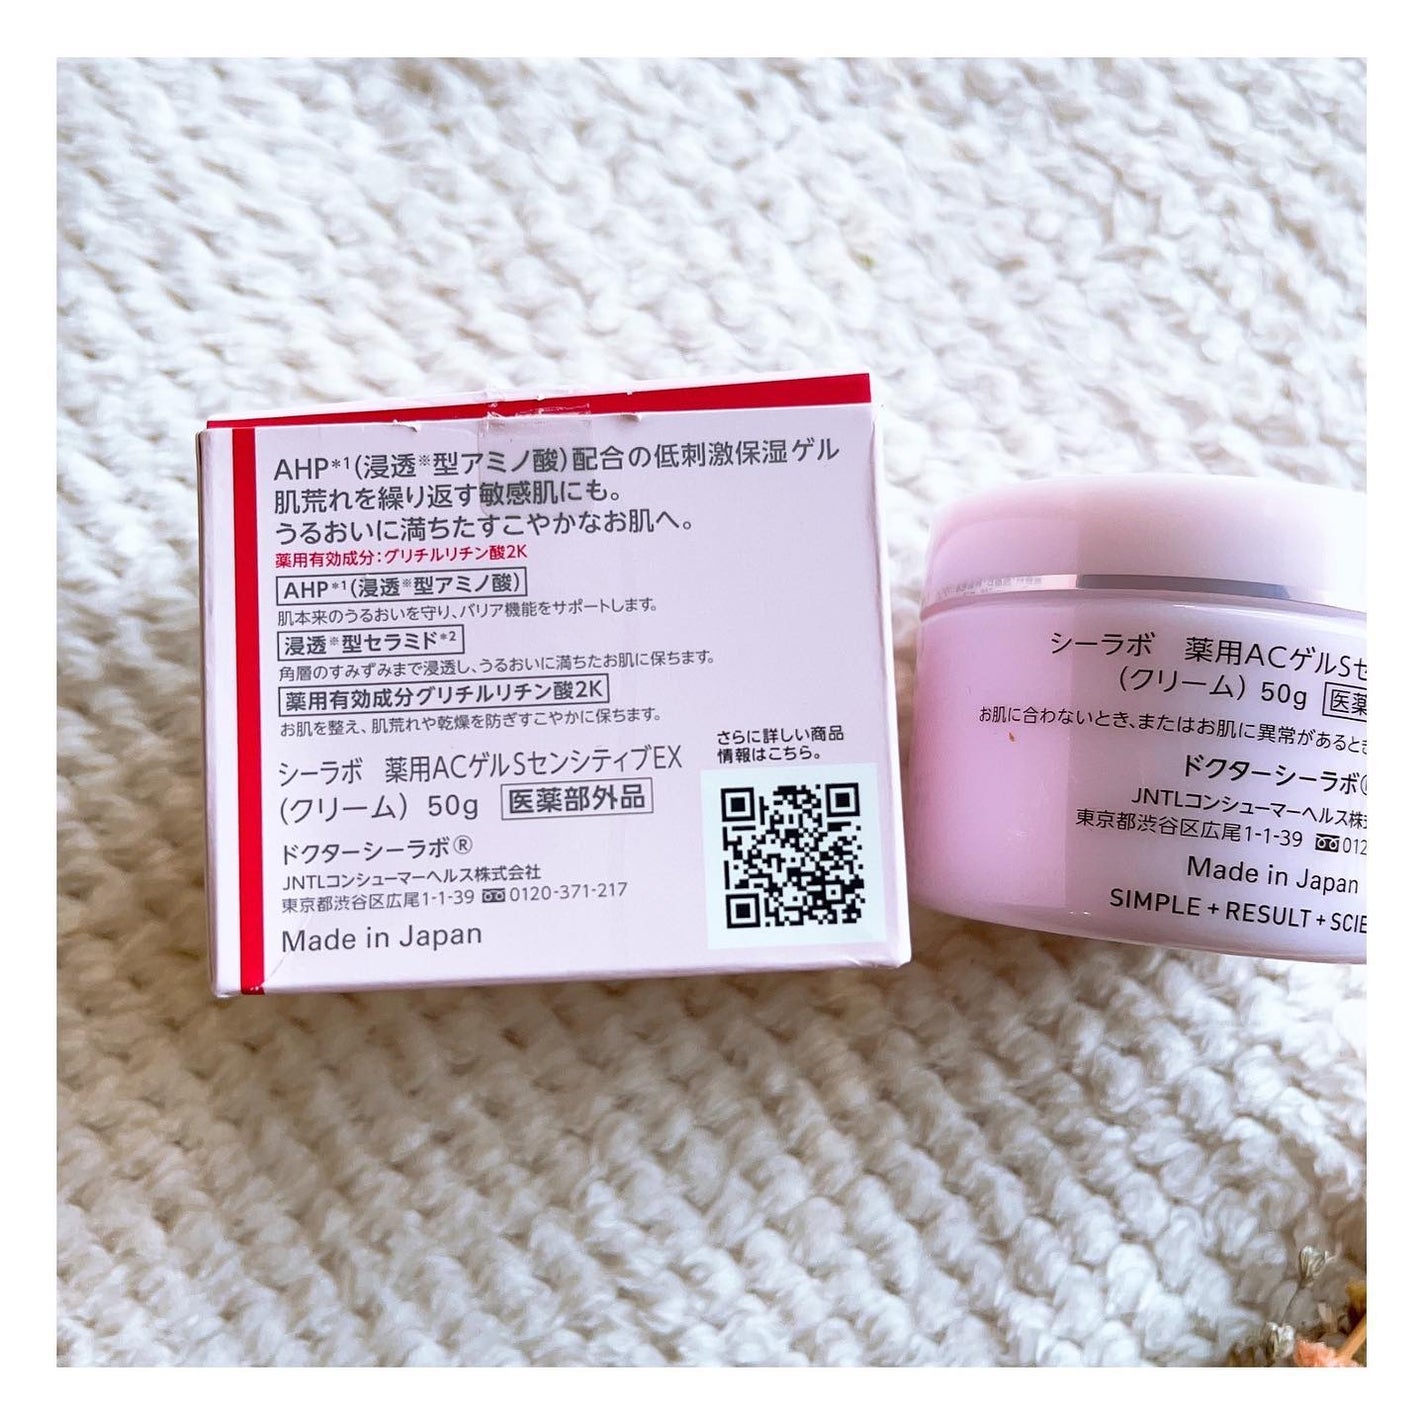 AHP*1(浸透※型アミノ酸)配合の低刺激保湿ゲル
肌荒れを繰り返す敏感肌にも。
うるおいに満ちたすこやかなお肌へ。
薬用有効成分:グリチルリチン酸2K
AHP*1(浸透※型アミノ酸)
肌本来のうるおいを守り、バリア機能をサポートします。
浸透※型セラミド*2
角層のすみずみまで浸透し、うるおいに満ちたお肌に保ちます。
薬用有効成分グリチルリチン酸2K
お肌を整え、肌荒れや乾燥を防ぎすこやかに保ちます。
シーラボ 薬用ACゲルSセンシティブEX
(クリーム) 50g 医薬部外品
ドクターシーラボ®
JNTLコンシューマーヘルス株式会社
東京都渋谷区広尾1-1-39 0120-371-217
Made in Japan
さらに詳しい商品
情報はこちら。
シーラボ 薬用ACゲルSセ
(クリーム) 50g 医薬
お肌に合わないとき、またはお肌に異常があるとき
ドクターシーラボ®
JNTLコンシューマーヘルス株
東京都渋谷区広尾1-1-39 012
Made in Japan
SIMPLE + RESULT + SCIE